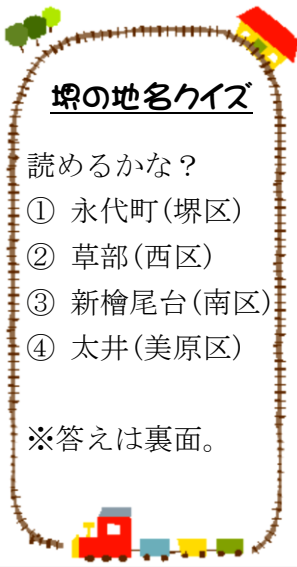 堺の地名クイズ
読めるかな？
① 永代町(堺区)
② 草部(西区)
③ 新檜尾台(南区)
④ 太井(美原区)
※答えは裏面。